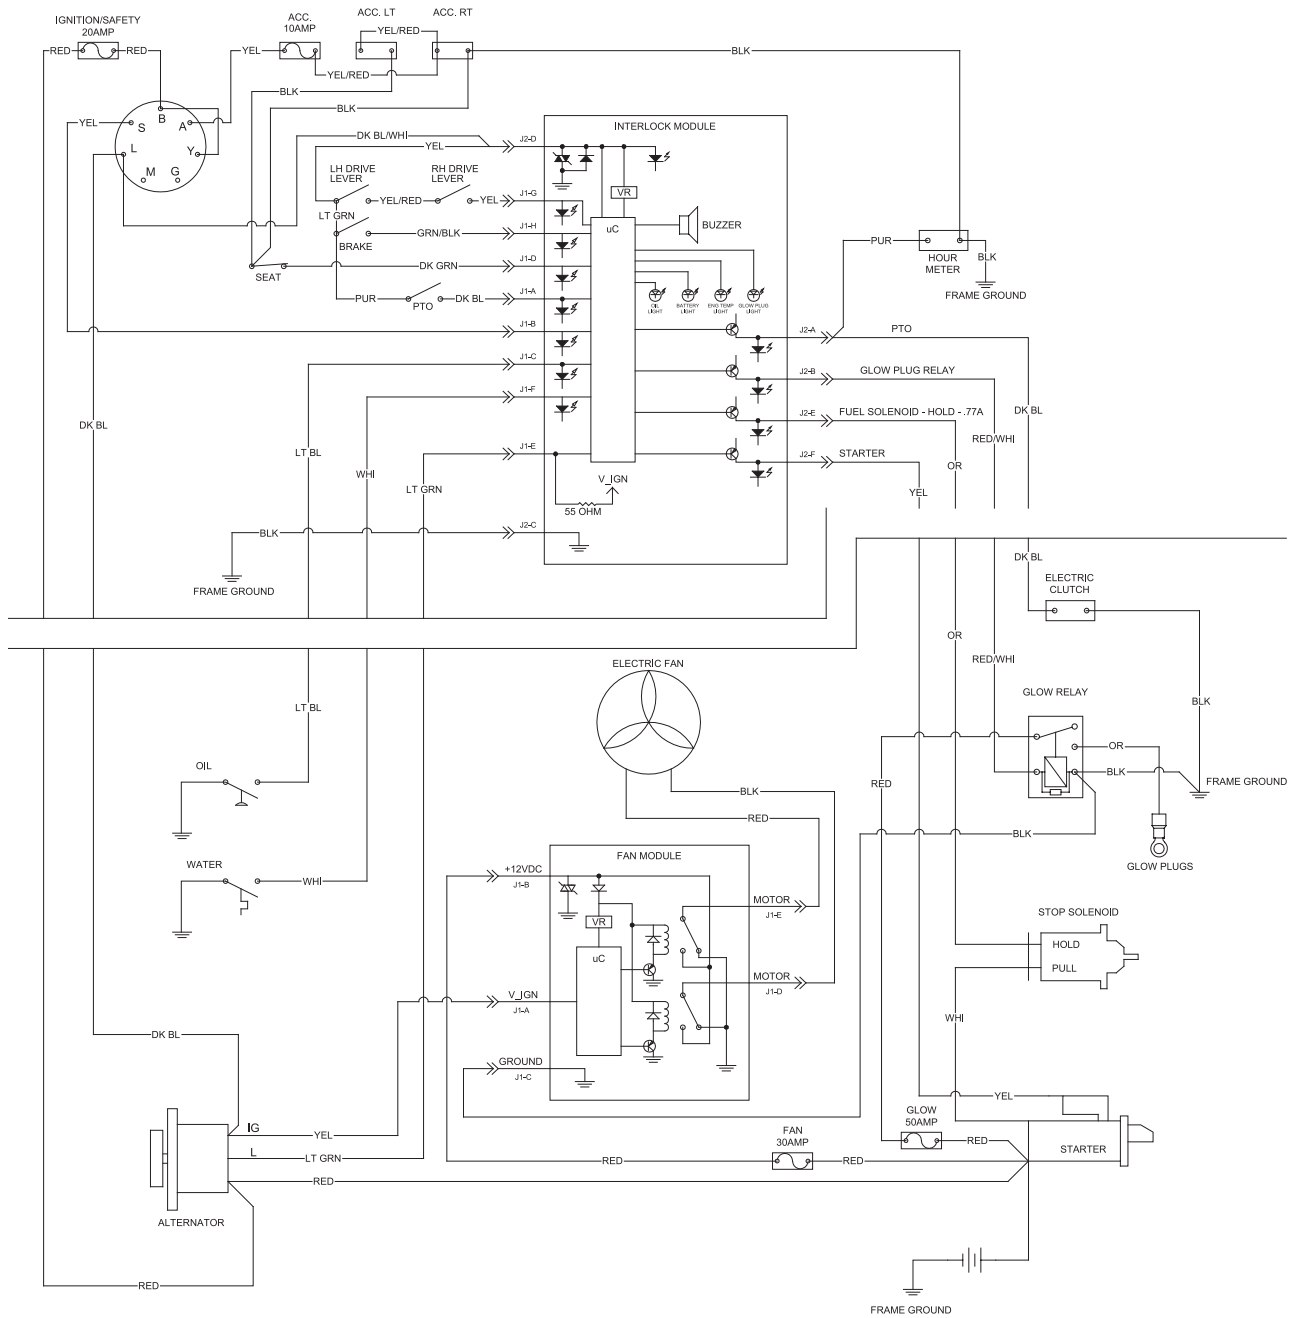 IGNITION/SAFETY
20AMP
ACC.
10AMP
ACC. LT
ACC. RT
RED
RED
YEL
YEL/RED
YEL/RED
BLK
BLK
BLK
YEL
S
B
A
L
Y
M
G
DK BL/WHI
YEL
J2-D
INTERLOCK MODULE
LH DRIVE
LEVER
RH DRIVE
LEVER
YEL/RED
YEL
J1-G
VR
LT GRN
BRAKE
GRN/BLK
J1-H
uC
BUZZER
SEAT
DK GRN
J1-D
PUR
PTO
DK BL
J1-A
OIL
LIGHT
BATTERY
LIGHT
ENG TEMP
LIGHT
GLOW PLUG
LIGHT
PUR
HOUR
METER
BLK
FRAME GROUND
J1-B
J2-A
PTO
J1-C
J2-B
GLOW PLUG RELAY
J1-F
J2-E
FUEL SOLENOID - HOLD - .77A
DK BL
DK BL
LT BL
WHI
LT GRN
J1-E
J2-F
STARTER
RED/WHI
OR
YEL
V_IGN
55 OHM
BLK
J2-C
FRAME GROUND
DK BL
ELECTRIC
CLUTCH
OR
RED/WHI
BLK
ELECTRIC FAN
GLOW RELAY
LT BL
OIL
OR
BLK
FRAME GROUND
RED
BLK
RED
BLK
GLOW PLUGS
WATER
WHI
FAN MODULE
+12VDC
J1-B
VR
uC
MOTOR
J1-E
MOTOR
J1-D
STOP SOLENOID
HOLD
PULL
WHI
V_IGN
J1-A
GROUND
J1-C
DK BL
YEL
GLOW
50AMP
RED
STARTER
IG
YEL
L
LT GRN
RED
FAN
30AMP
RED
RED
ALTERNATOR
RED
FRAME GROUND